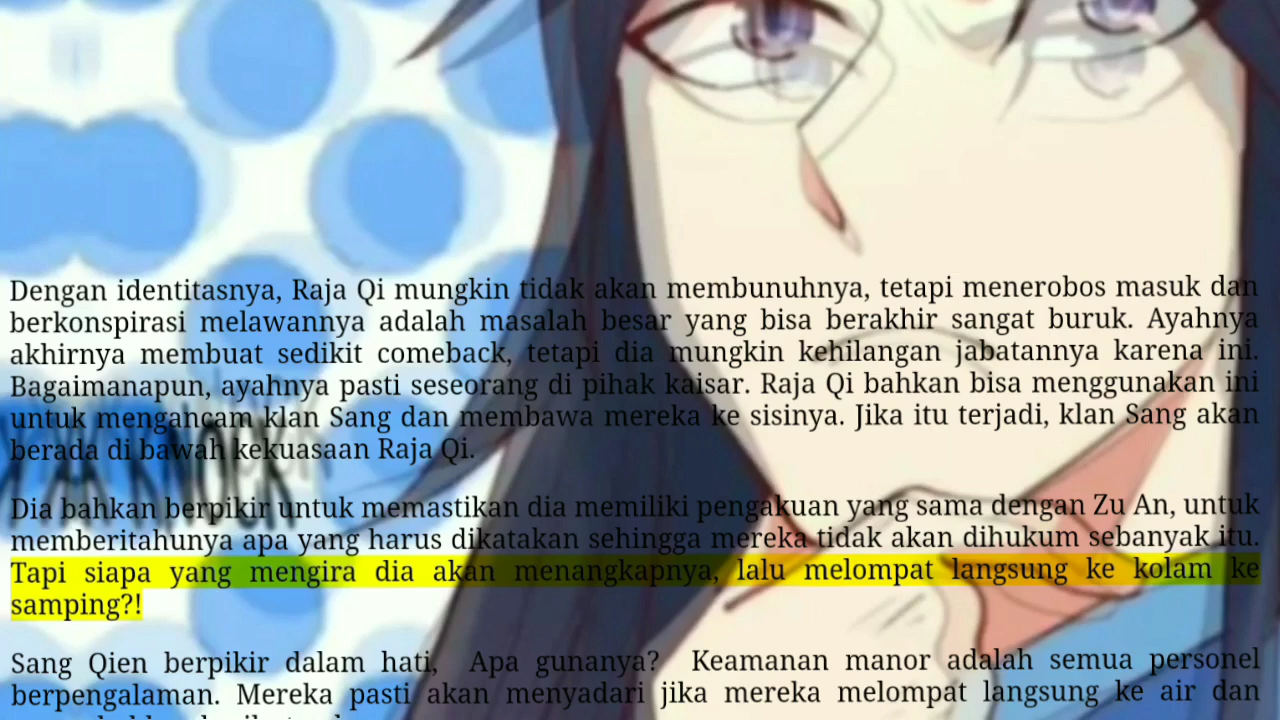 Dengan identitasnya, Raja Qi mungkin tidak akan membunuhnya, tetapi menerobos masuk dan
berkonspirasi melawannya adalah masalah besar yang bisa berakhir sangat buruk. Ayahnya
akhirnya membuat sedikit comeback, tetapi dia mungkin kehilangan jabatannya karena ini.
Bagaimanapun, ayahnya pasti seseorang di pihak kaisar. Raja Qi bahkan bisa menggunakan ini
untuk mengancam klan Sang dan membawa mereka ke sisinya. Jika itu terjadi, klan Sang akan
berada di bawah kekuasaan Raja Qi.
Dia bahkan berpikir untuk memastikan dia memiliki pengakuan yang sama dengan Zu An, untuk
memberitahunya apa yang harus dikatakan sehingga mereka tidak akan dihukum sebanyak itu.
Tapi siapa yang mengira dia akan menangkapnya, lalu melompat langsung ke kolam ke
samping?!
Sang Qien berpikir dalam hati, Apa gunanya? Keamanan manor adalah semua personel
berpengalaman. Mereka pasti akan menyadari jika mereka melompat langsung ke air dan